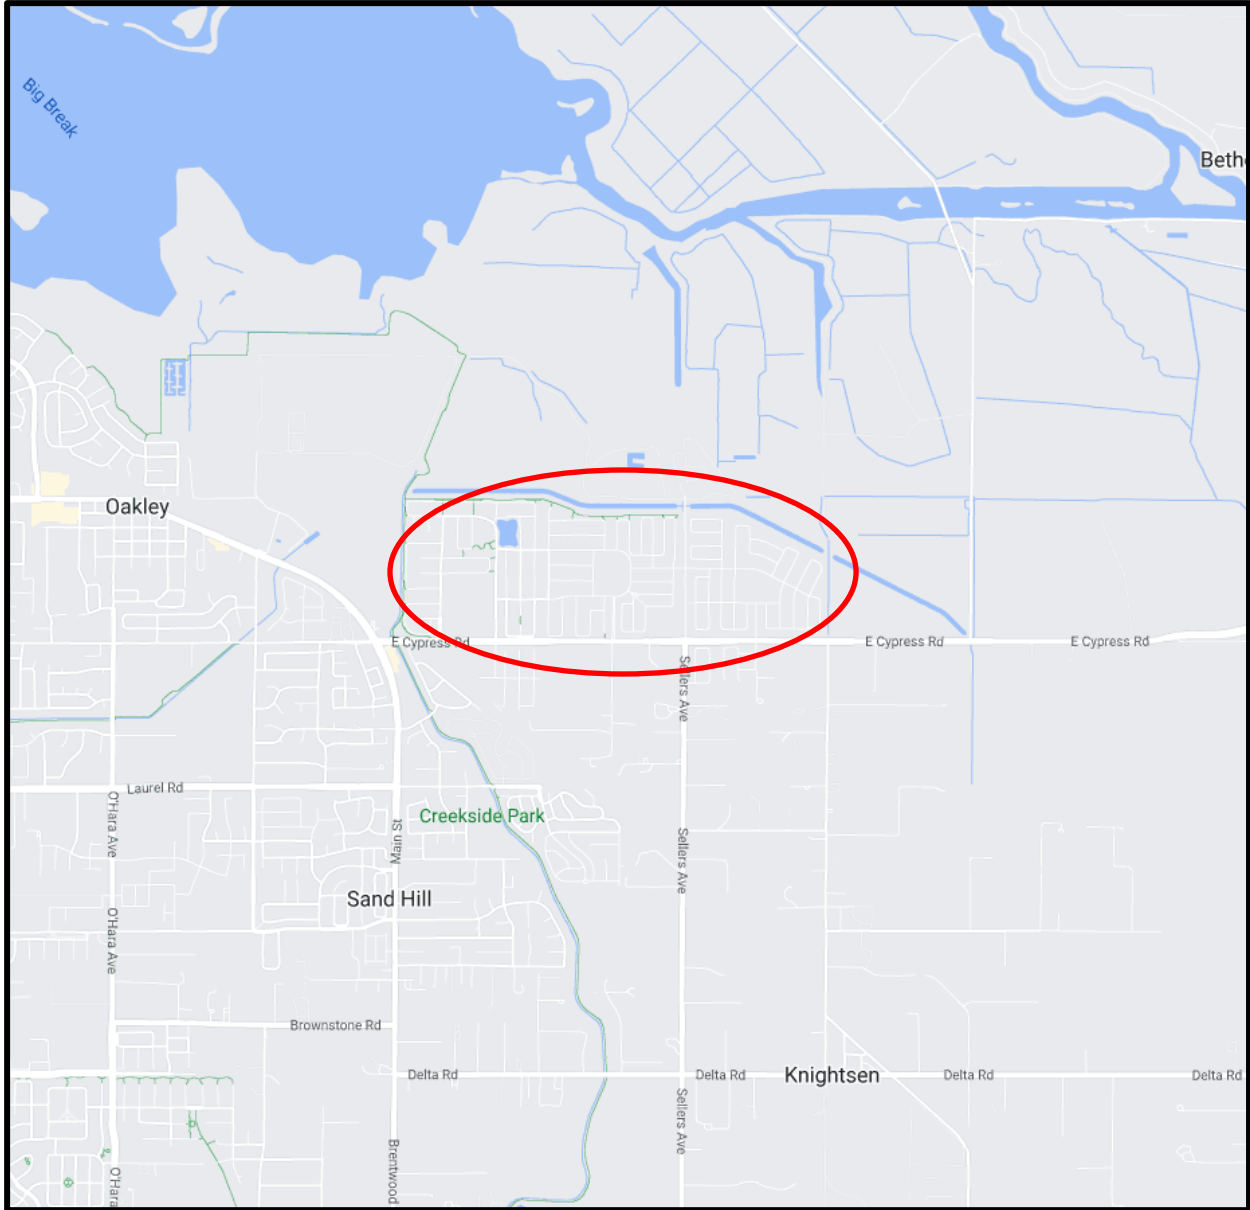 Big Break
Beth
Oakley
E Cypress Rd
E Cypress Rd
E Cypress Rd
Sellers Ave
Laurel Rd
O'Hara Ave
Creekside Park
Main St
Sellers Ave
Sand Hill
O'Hara Ave
Brownstone Rd
Delta Rd
Delta Rd
Knightsen
Delta Rd
Delta Rd
Sellers Ave
Brentwood
O'Hara